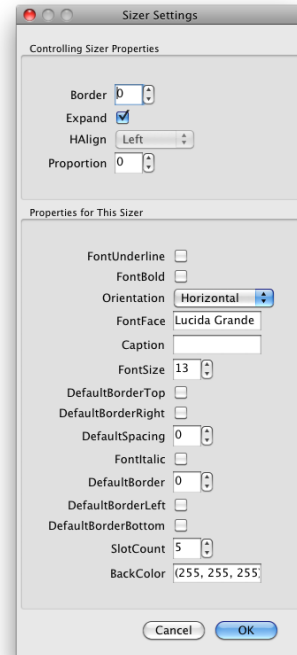 Sizer Settings
Controlling Sizer Properties
Border 0
Expand
HAlign Left
Proportion 0
Properties for This Sizer
FontUnderline
FontBold
Orientation Horizontal
FontFace Lucida Grande
Caption
FontSize 13
DefaultBorderTop
DefaultBorderRight
DefaultSpacing 0
FontItalic
DefaultBorder 0
DefaultBorderLeft
DefaultBorderBottom
SlotCount 5
BackColor (255, 255, 255
Cancel OK